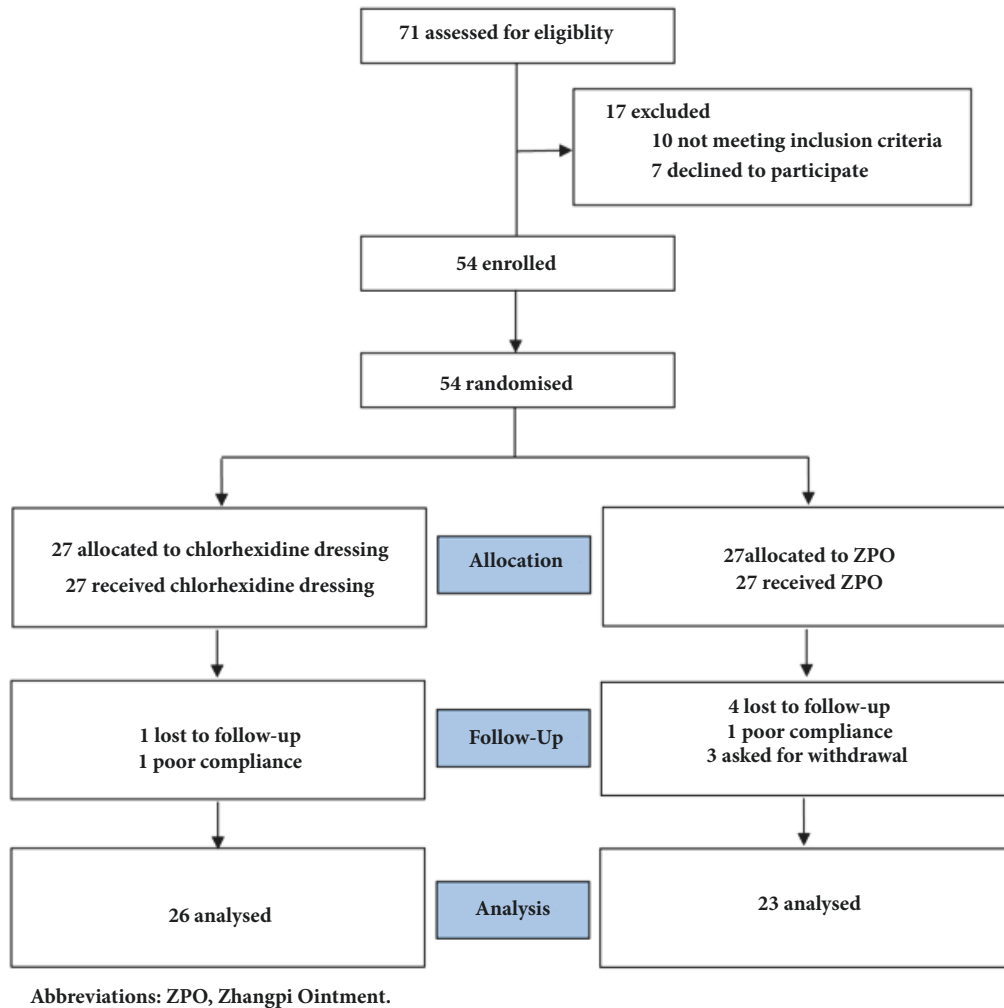 71 assessed for eligiblity
17 excluded
10 not meeting inclusion criteria
7 declined to participate
54 enrolled
54 randomised
27 allocated to chlorhexidine dressing
27 received chlorhexidine dressing
Allocation
27allocated to ZPO
27 received ZPO
1 lost to follow-up
1 poor compliance
Follow-Up
4 lost to follow-up
1 poor compliance
3 asked for withdrawal
26 analysed
Analysis
23 analysed
Abbreviations: ZPO, Zhangpi Ointment.